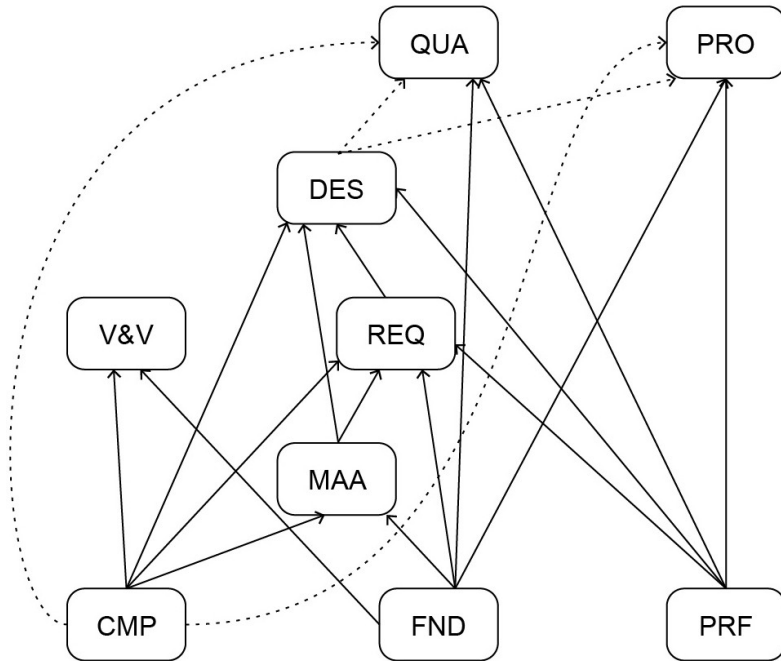 QUA
PRO
DES
V&V
REQ
MAA
CMP
FND
PRF